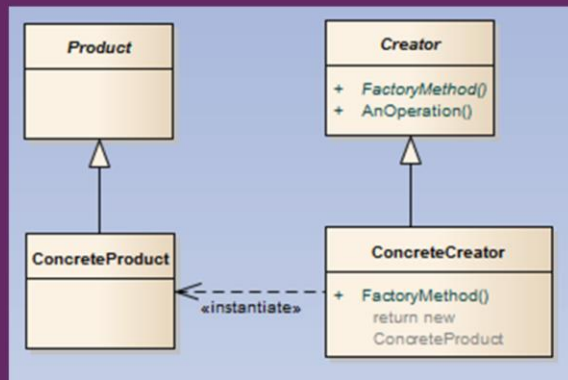 Product
Creator
+ FactoryMethod()
+ AnOperation()
ConcreteProduct
ConcreteCreator
«instantiate»
+ FactoryMethod()
return new
ConcreteProduct